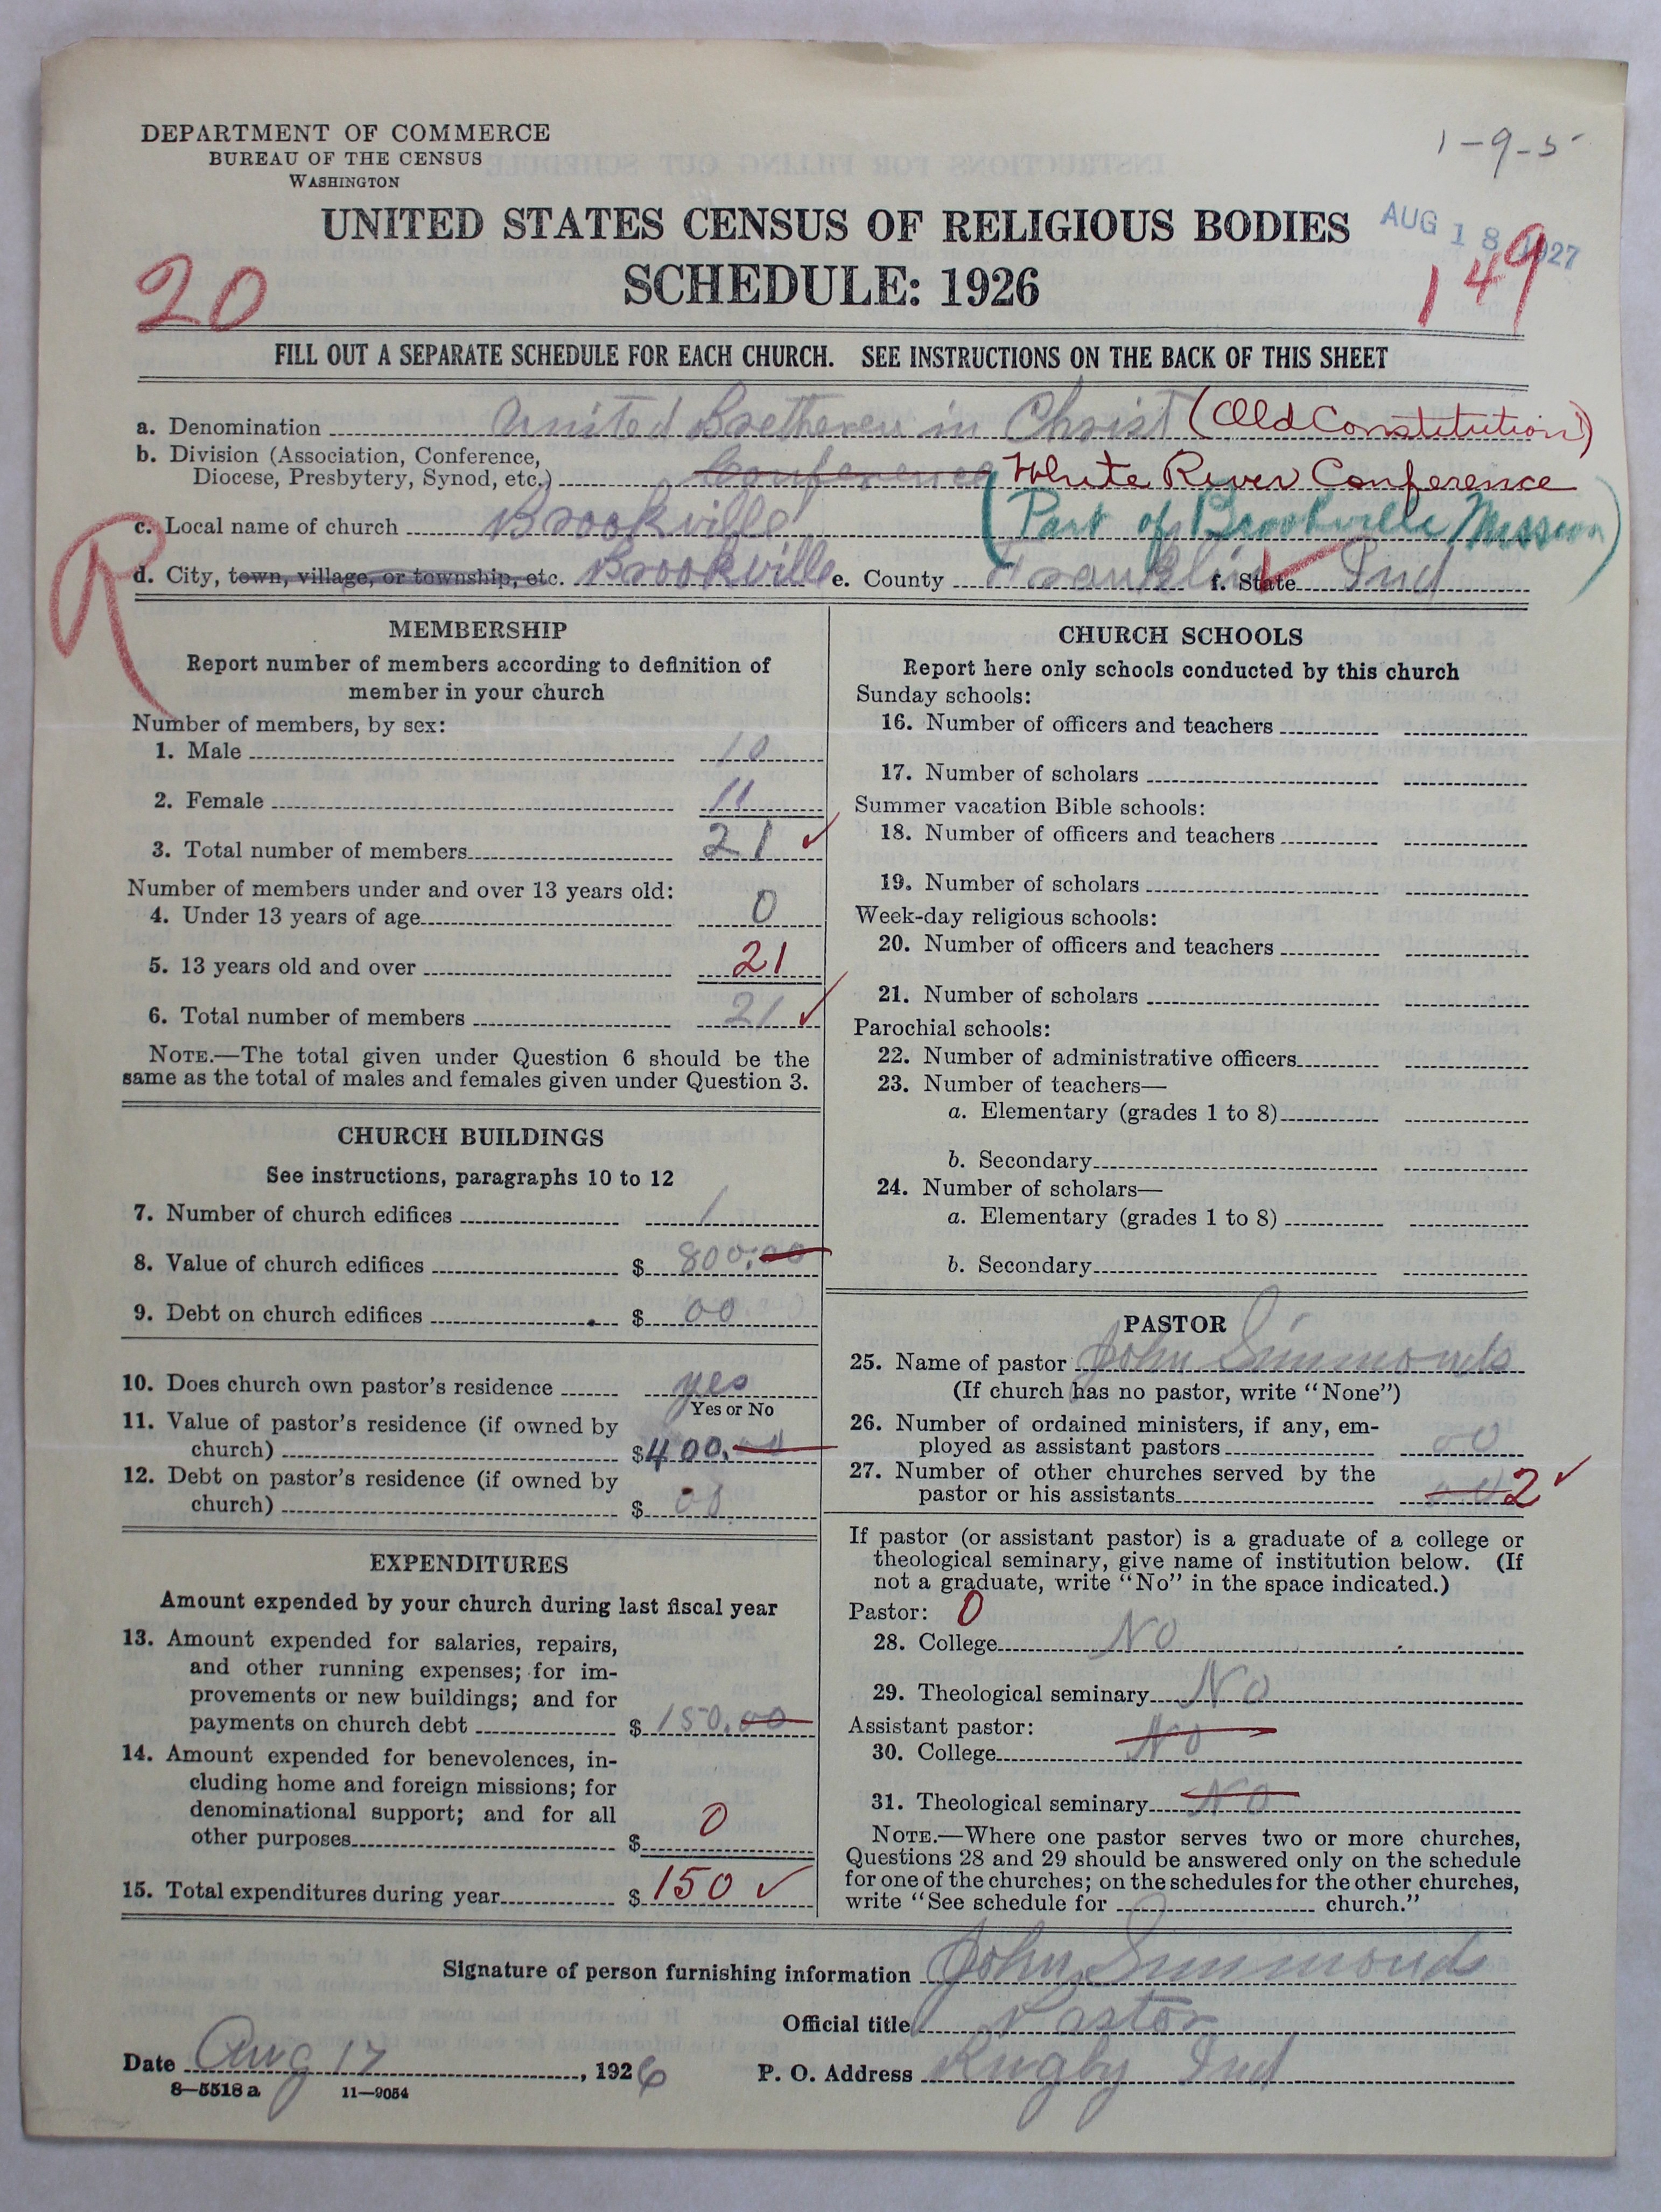 DEPARTMENT OF COMMERCE
BUREAU OF THE CENSUS
WASHINGTON
1-9-5
UNITED STATES CENSUS OF RELIGIOUS BODIES
AUG 18 1927
SCHEDULE: 1926
20
149
FILL OUT A SEPARATE SCHEDULE FOR EACH CHURCH. SEE INSTRUCTIONS ON THE BACK OF THIS SHEET
a. Denomination United Bretheren in Christ (Old Constitution)
b. Division (Association, Conference,
Diocese, Presbytery, Synod, etc.) Conference White River Conference
c. Local name of church Brookville (Part of Brookville Mission)
d. City, town, village, or township, etc. Brookville e. County Franklin f. State Ind
R
MEMBERSHIP
Report number of members according to definition of
member in your church
Number of members, by sex:
1. Male 10
2. Female 11
3. Total number of members 21 ✓
Number of members under and over 13 years old:
4. Under 13 years of age 0
5. 13 years old and over 21
6. Total number of members 21 ✓
NOTE.—The total given under Question 6 should be the
same as the total of males and females given under Question 3.
CHURCH BUILDINGS
See instructions, paragraphs 10 to 12
7. Number of church edifices 1
8. Value of church edifices $ 800.00
9. Debt on church edifices $ 00
10. Does church own pastor's residence yes
Yes or No
11. Value of pastor's residence (if owned by
church) $ 400.00
12. Debt on pastor's residence (if owned by
church) $ 00
EXPENDITURES
Amount expended by your church during last fiscal year
13. Amount expended for salaries, repairs,
and other running expenses; for im-
provements or new buildings; and for
payments on church debt $ 150.00
14. Amount expended for benevolences, in-
cluding home and foreign missions; for
denominational support; and for all
other purposes $ 0
15. Total expenditures during year $ 150 ✓
CHURCH SCHOOLS
Report here only schools conducted by this church
Sunday schools:
16. Number of officers and teachers
17. Number of scholars
Summer vacation Bible schools:
18. Number of officers and teachers
19. Number of scholars
Week-day religious schools:
20. Number of officers and teachers
21. Number of scholars
Parochial schools:
22. Number of administrative officers
23. Number of teachers—
a. Elementary (grades 1 to 8)
b. Secondary
24. Number of scholars—
a. Elementary (grades 1 to 8)
b. Secondary
PASTOR
25. Name of pastor John Simmonds
(If church has no pastor, write "None")
26. Number of ordained ministers, if any, em-
ployed as assistant pastors 00
27. Number of other churches served by the
pastor or his assistants 00 2 ✓
If pastor (or assistant pastor) is a graduate of a college or
theological seminary, give name of institution below. (If
not a graduate, write "No" in the space indicated.)
Pastor: 0
28. College No
29. Theological seminary No
Assistant pastor:
30. College No
31. Theological seminary No
NOTE.—Where one pastor serves two or more churches,
Questions 28 and 29 should be answered only on the schedule
for one of the churches; on the schedules for the other churches,
write "See schedule for church."
Signature of person furnishing information John Simmonds
Official title Pastor
Date Aug 17, 1926 P. O. Address Rugby Ind
8—5518 a 11—9054